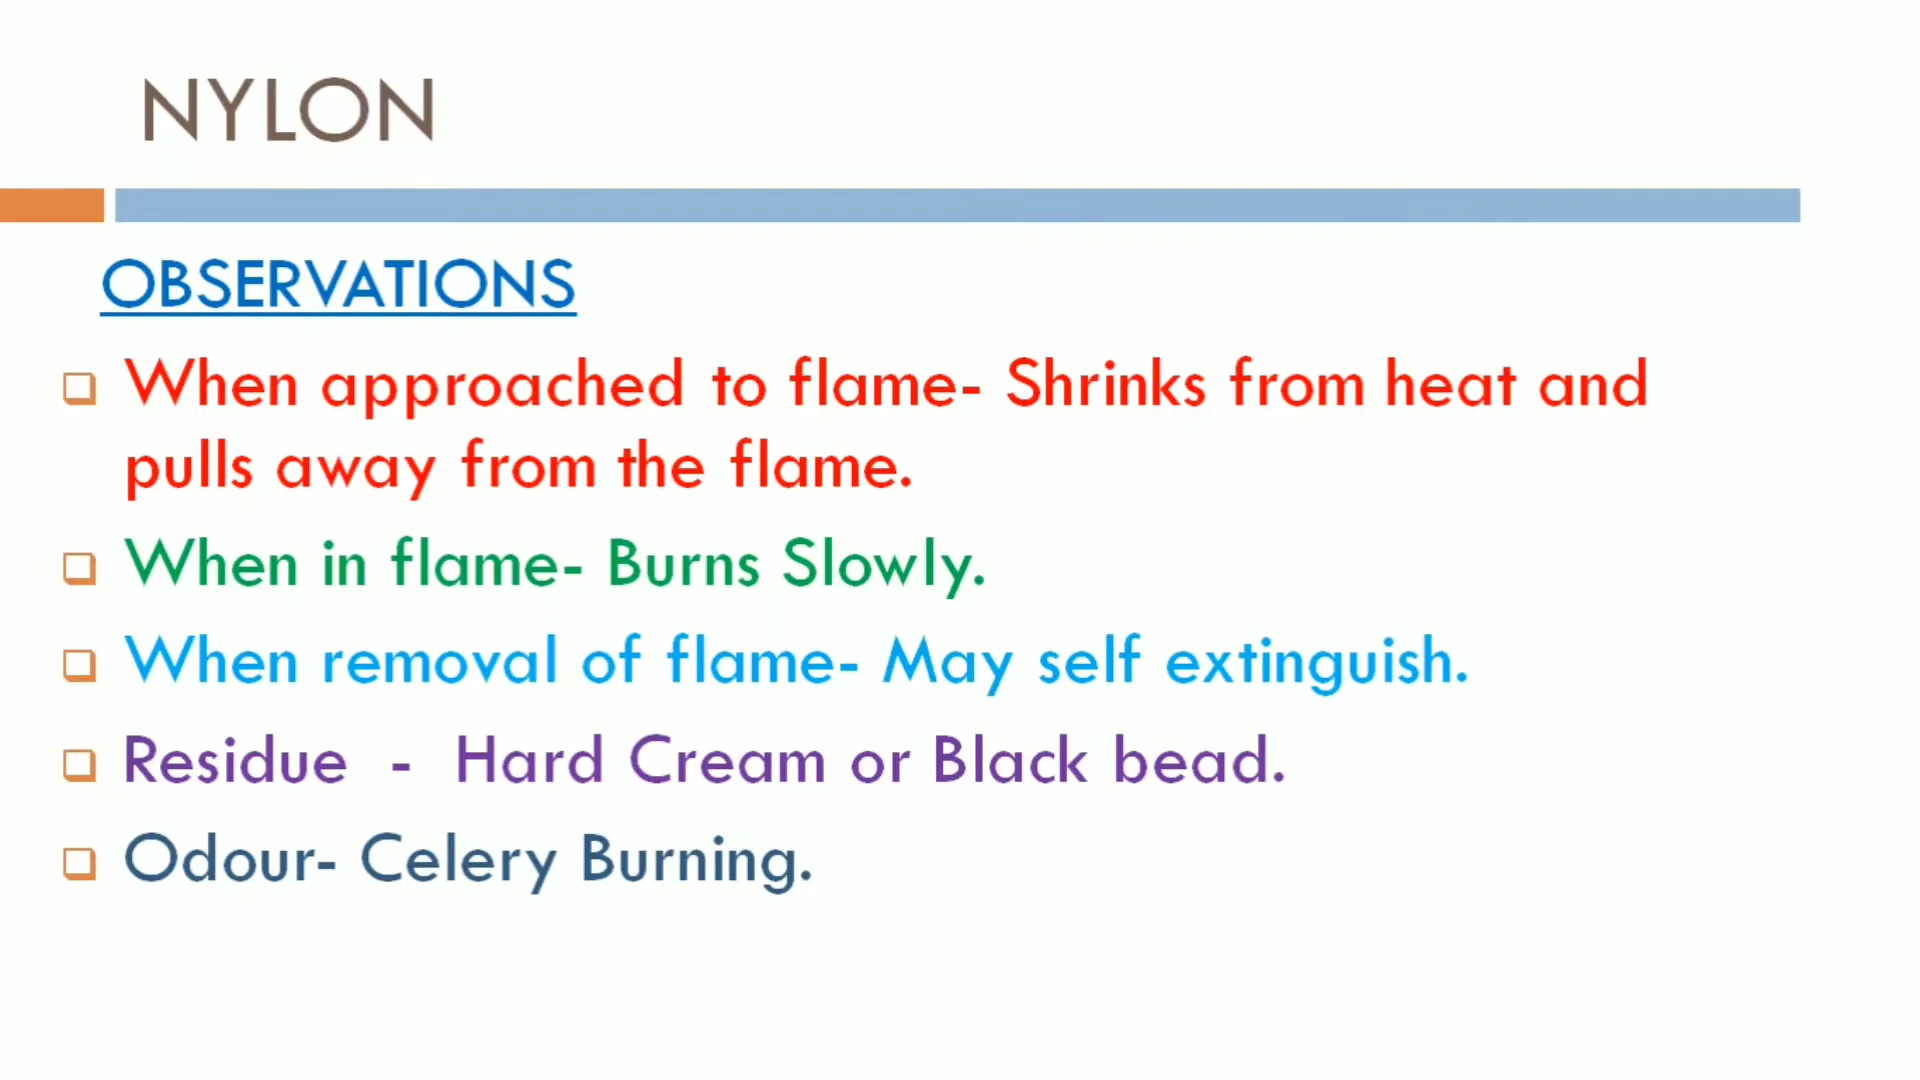 NYLON
OBSERVATIONS
When approached to flame- Shrinks from heat and
pulls away from the flame.
When in flame- Burns Slowly.
When removal of flame- May self extinguish.
Residue - Hard Cream or Black bead.
Odour- Celery Burning.